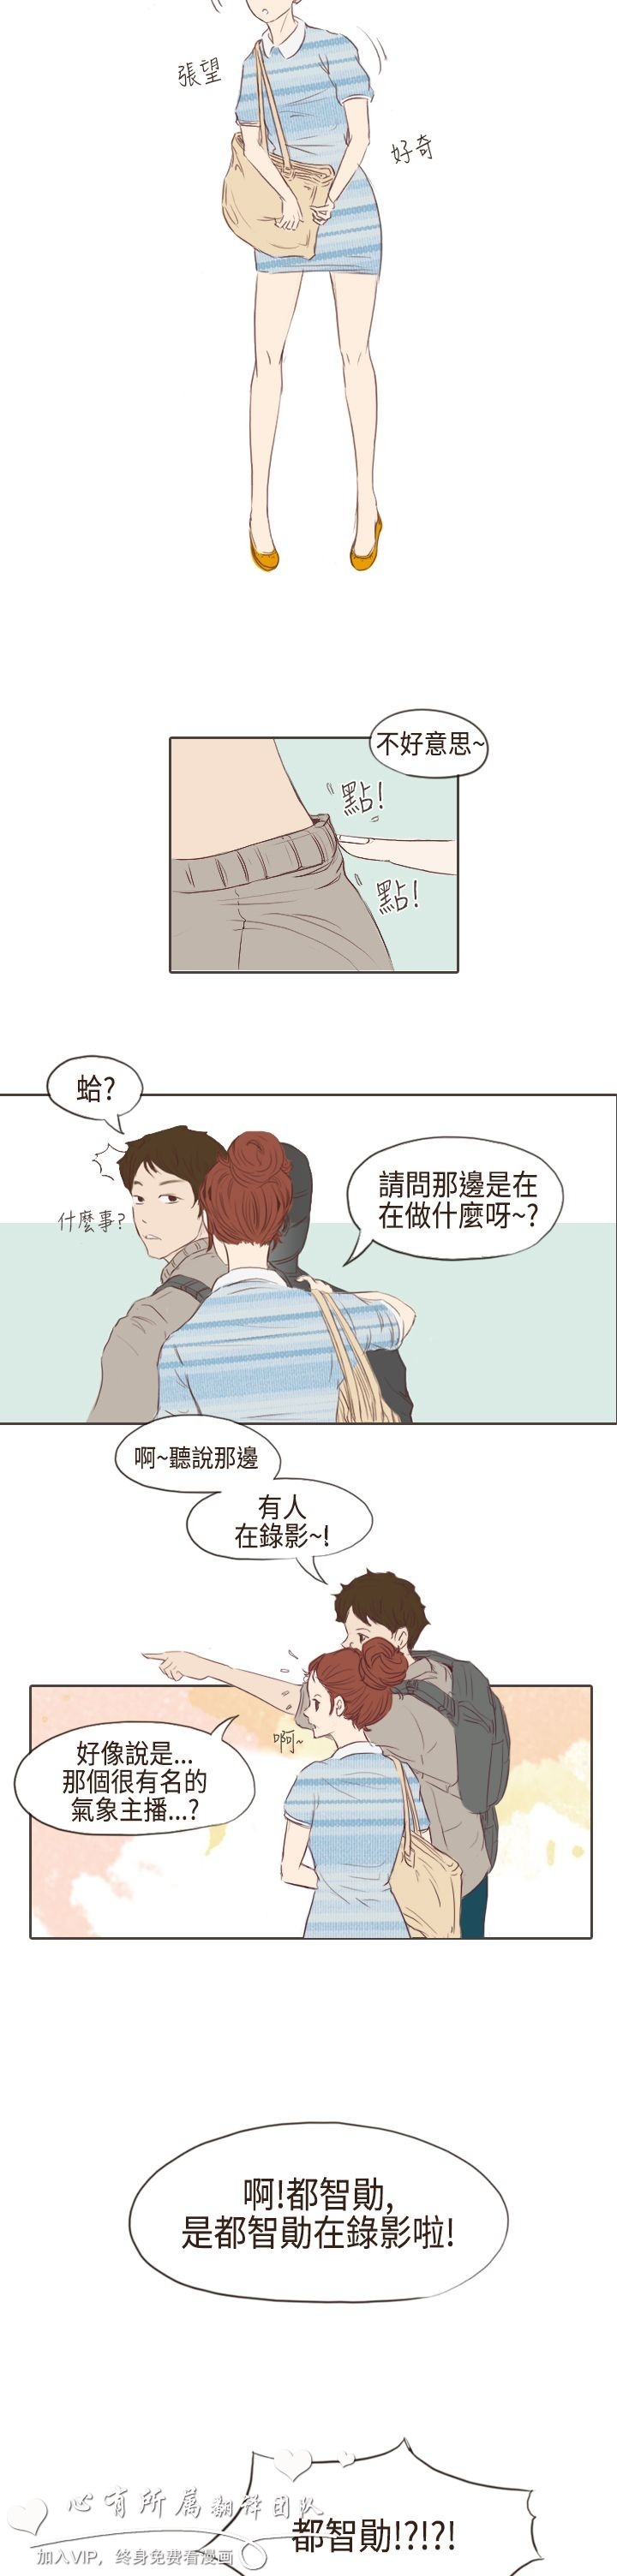 張望
好奇
不好意思~
點!
點!
蛤?
什麼事?
請問那邊是在
在做什麼呀~?
啊~聽說那邊
有人
在錄影~!
啊~
好像說是...
那個很有名的
氣象主播...?
啊!都智勛,
是都智勛在錄影啦!
都智勛!?!?!
心有所属翻译团队
加入VIP，终身免费看漫画